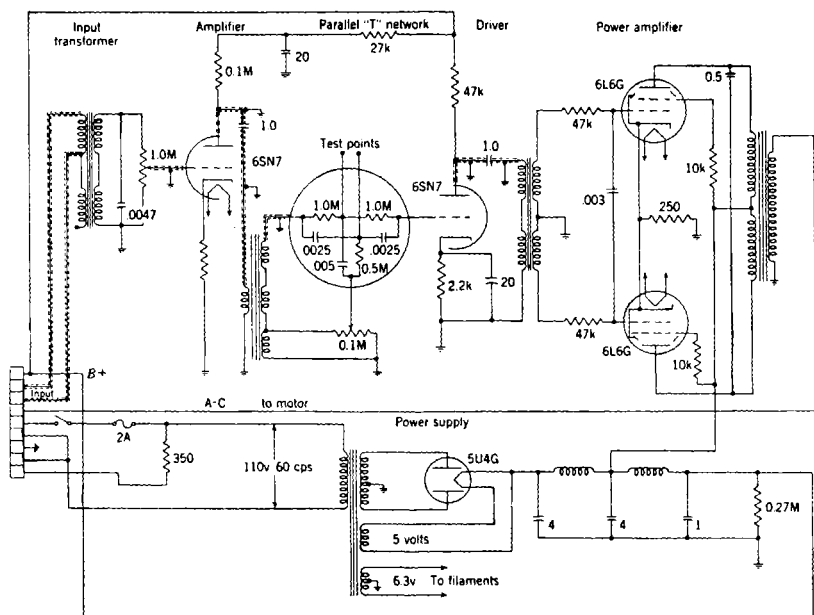 Input
transformer
Amplifier
Parallel "T" network
Driver
Power amplifier
20
27k
0.1M
47k
1.0
6SN7
1.0M
.0047
Test points
1.0M
1.0M
.0025
.0025
.005
0.5M
0.1M
6SN7
1.0
2.2k
20
47k
.003
47k
6L6G
0.5
10k
250
6L6G
10k
B+
Input
A-C to motor
2A
350
110v 60 cps
Power supply
5U4G
5 volts
6.3v To filaments
4
4
1
0.27M